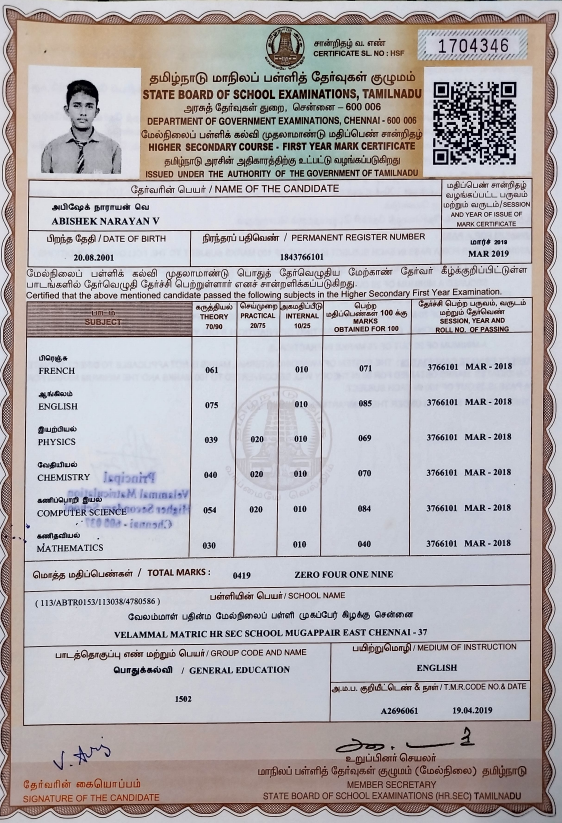 சான்றிதழ் வ. எண்
CERTIFICATE SL. NO : HSF
1704346
தமிழ்நாடு மாநிலப் பள்ளித் தேர்வுகள் குழுமம்
STATE BOARD OF SCHOOL EXAMINATIONS, TAMILNADU
அரசுத் தேர்வுகள் துறை, சென்னை – 600 006
DEPARTMENT OF GOVERNMENT EXAMINATIONS, CHENNAI - 600 006
மேல்நிலைப் பள்ளிக் கல்வி முதலாமாண்டு மதிப்பெண் சான்றிதழ்
HIGHER SECONDARY COURSE - FIRST YEAR MARK CERTIFICATE
தமிழ்நாடு அரசின் அதிகாரத்திற்கு உட்பட்டு வழங்கப்படுகிறது
ISSUED UNDER THE AUTHORITY OF THE GOVERNMENT OF TAMILNADU
தேர்வரின் பெயர் / NAME OF THE CANDIDATE
மதிப்பெண் சான்றிதழ் வழங்கப்பட்ட பருவம் மற்றும் வருடம்/SESSION AND YEAR OF ISSUE OF MARK CERTIFICATE
அபிஷேக் நாராயன் வெ
ABISHEK NARAYAN V
பிறந்த தேதி / DATE OF BIRTH
நிரந்தரப் பதிவெண் / PERMANENT REGISTER NUMBER
மார்ச் 2019
20.08.2001
1843766101
MAR 2019
மேல்நிலைப் பள்ளிக் கல்வி முதலாமாண்டு பொதுத் தேர்வெழுதிய மேற்காண் தேர்வர் கீழ்க்குறிப்பிட்டுள்ள
பாடங்களில் தேர்வெழுதி தேர்ச்சி பெற்றுள்ளார் எனச் சான்றளிக்கப்படுகிறது.
Certified that the above mentioned candidate passed the following subjects in the Higher Secondary First Year Examination.
பாடம் SUBJECT
கருத்தியல் THEORY 70/90
செய்முறை PRACTICAL 20/75
அகமதிப்பீடு INTERNAL 10/25
பெற்ற மதிப்பெண்கள் 100 க்கு MARKS OBTAINED FOR 100
தேர்ச்சி பெற்ற பருவம், வருடம் மற்றும் தேர்வெண் SESSION, YEAR AND ROLL NO. OF PASSING
பிரெஞ்சு
FRENCH 061 010 071 3766101 MAR - 2018
ஆங்கிலம்
ENGLISH 075 010 085 3766101 MAR - 2018
இயற்பியல்
PHYSICS 039 020 010 069 3766101 MAR - 2018
வேதியியல்
CHEMISTRY 040 020 010 070 3766101 MAR - 2018
கணிப்பொறி இயல்
COMPUTER SCIENCE 054 020 010 084 3766101 MAR - 2018
கணிதவியல்
MATHEMATICS 030 010 040 3766101 MAR - 2018
Principal
Velammal Matriculation
Higher Secondary School
Chennai - 600 037
மொத்த மதிப்பெண்கள் / TOTAL MARKS : 0419 ZERO FOUR ONE NINE
பள்ளியின் பெயர்/ SCHOOL NAME
( 113/ABTR0153/113038/4780586 )
வேலம்மாள் பதின்ம மேல்நிலைப் பள்ளி முகப்பேர் கிழக்கு சென்னை
VELAMMAL MATRIC HR SEC SCHOOL MUGAPPAIR EAST CHENNAI - 37
பாடத்தொகுப்பு எண் மற்றும் பெயர்/ GROUP CODE AND NAME
பயிற்றுமொழி / MEDIUM OF INSTRUCTION
பொதுக்கல்வி / GENERAL EDUCATION
ENGLISH
அ.ம.ப. குறியீட்டெண் & நாள் / T.M.R.CODE NO.& DATE
1502
A2696061 19.04.2019
தேர்வரின் கையொப்பம்
SIGNATURE OF THE CANDIDATE
உறுப்பினர் செயலர்
மாநிலப் பள்ளித் தேர்வுகள் குழுமம் (மேல்நிலை) தமிழ்நாடு
MEMBER SECRETARY
STATE BOARD OF SCHOOL EXAMINATIONS (HR.SEC) TAMILNADU